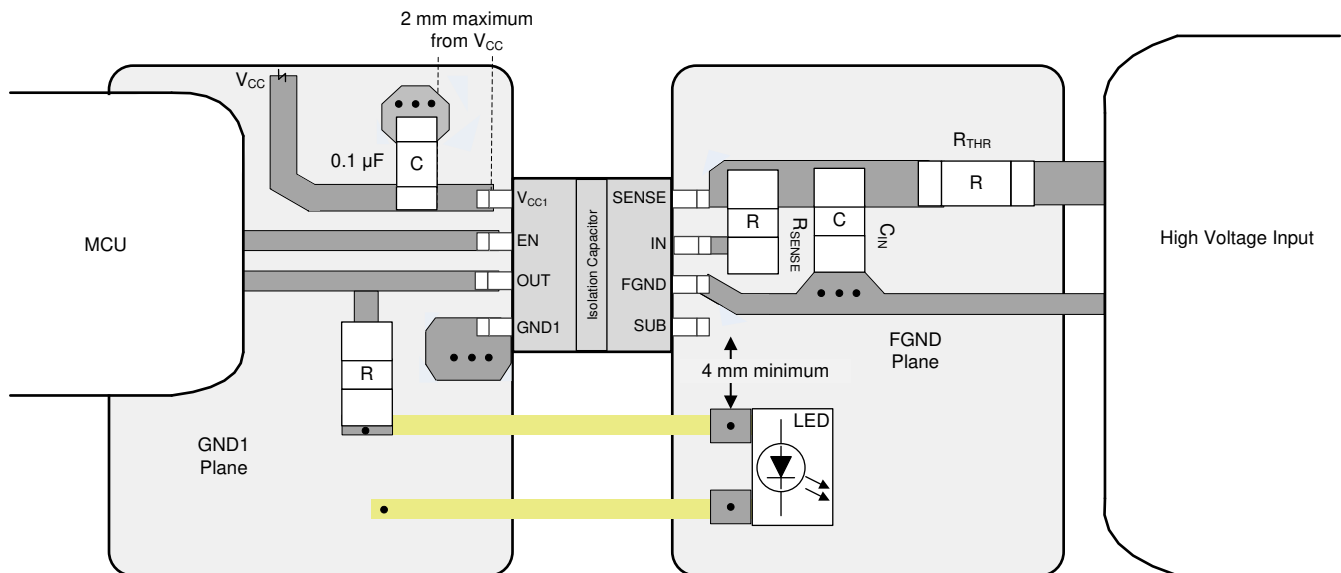 2 mm maximum
from VCC
VCC
0.1 µF
C
MCU
VCC1
EN
OUT
GND1
Isolation Capacitor
SENSE
IN
FGND
SUB
R
RSENSE
C
CIN
RTHR
R
High Voltage Input
FGND
Plane
4 mm minimum
R
GND1
Plane
LED